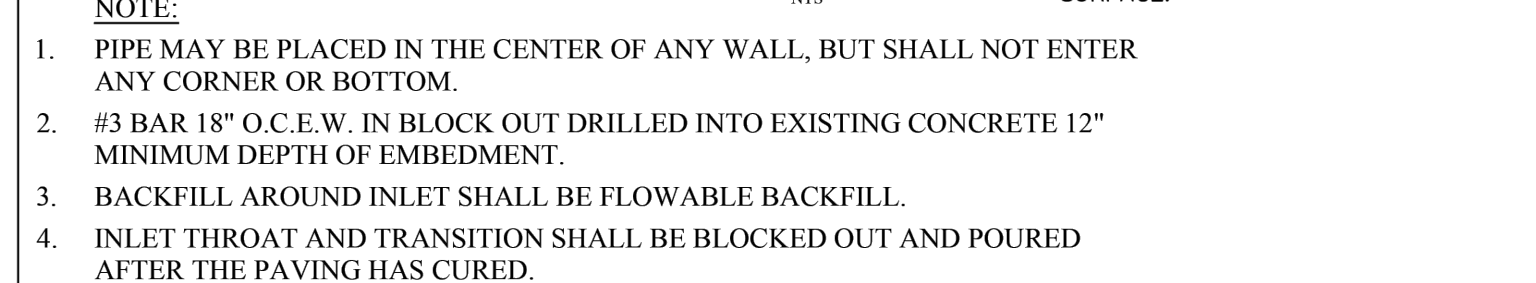 NOTE:
NTS
1. PIPE MAY BE PLACED IN THE CENTER OF ANY WALL, BUT SHALL NOT ENTER
ANY CORNER OR BOTTOM.
2. #3 BAR 18" O.C.E.W. IN BLOCK OUT DRILLED INTO EXISTING CONCRETE 12"
MINIMUM DEPTH OF EMBEDMENT.
3. BACKFILL AROUND INLET SHALL BE FLOWABLE BACKFILL.
4. INLET THROAT AND TRANSITION SHALL BE BLOCKED OUT AND POURED
AFTER THE PAVING HAS CURED.